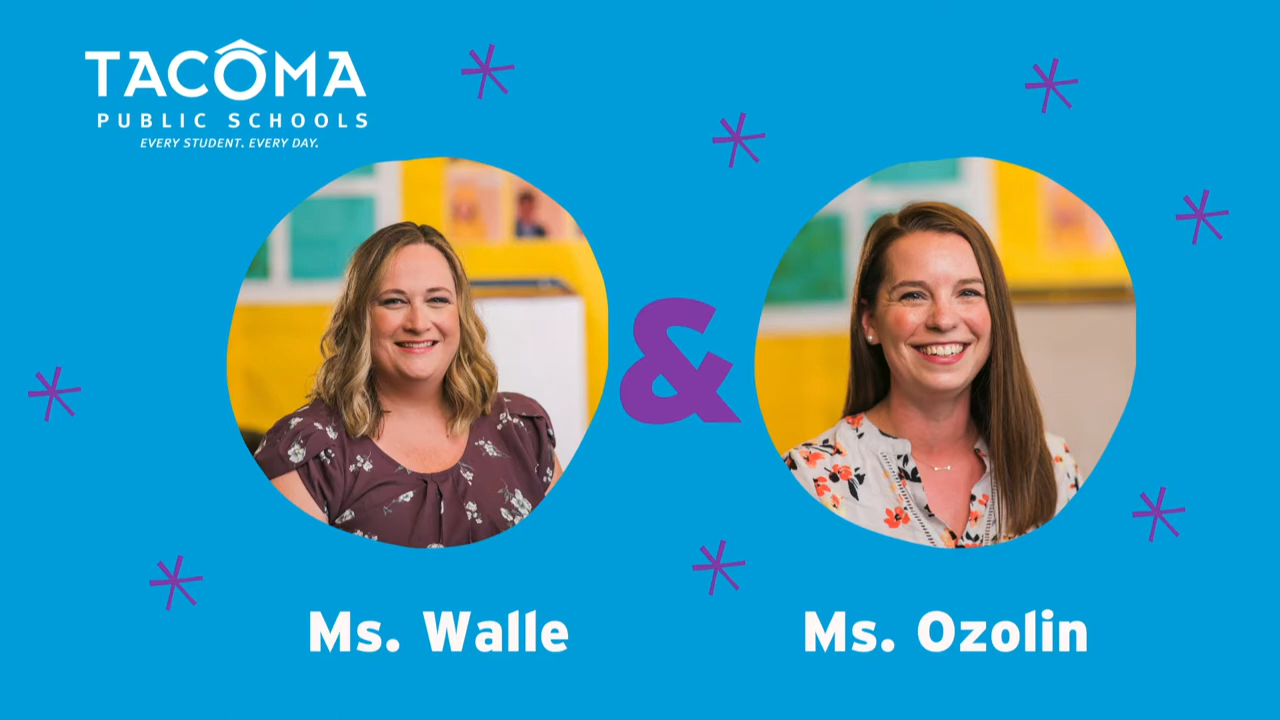 TACOMA
PUBLIC SCHOOLS
EVERY STUDENT. EVERY DAY.
&
Ms. Walle
Ms. Ozolin